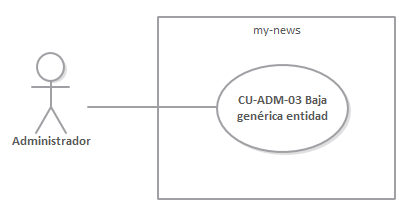 my-news
CU-ADM-03 Baja
genérica entidad
Administrador